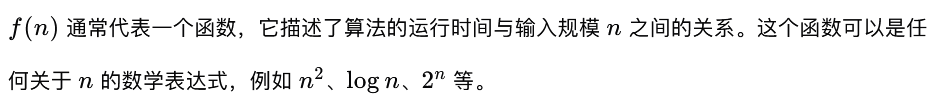 f(n) 通常代表一个函数，它描述了算法的运行时间与输入规模 n 之间的关系。这个函数可以是任
何关于 n 的数学表达式，例如 n²、log n、2ⁿ 等。